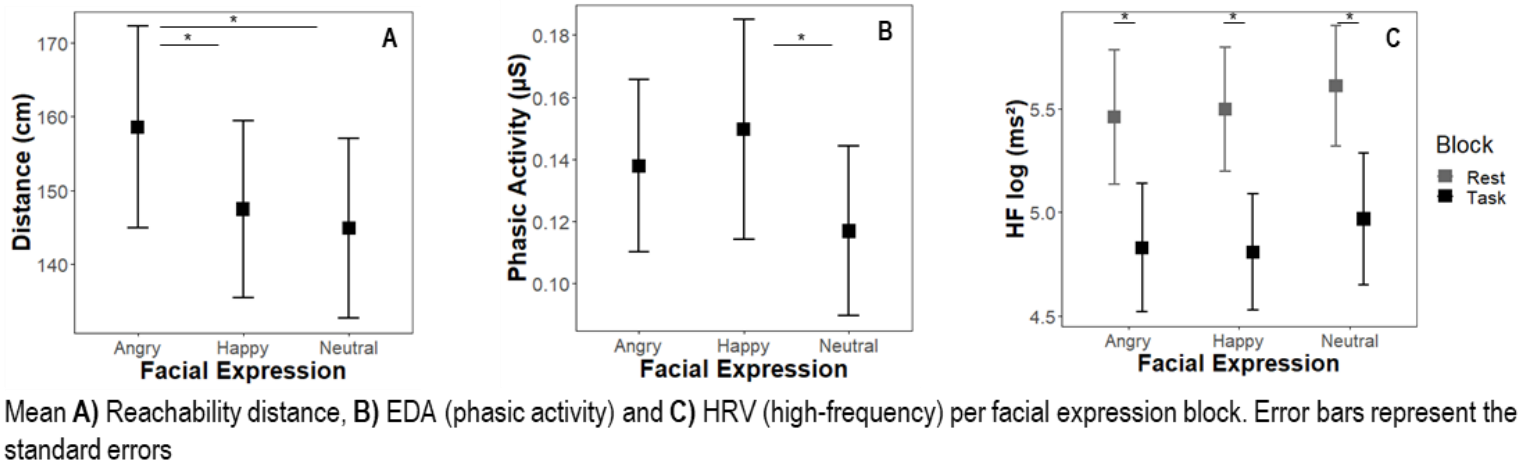 A
* *
170
160
150
140
Distance (cm)
Angry Happy Neutral
Facial Expression
B
*
0.18
0.16
0.14
0.12
0.10
Phasic Activity (µS)
Angry Happy Neutral
Facial Expression
C
* * *
5.5
5.0
4.5
HF log (ms²)
Angry Happy Neutral
Facial Expression
Block
Rest
Task
Mean A) Reachability distance, B) EDA (phasic activity) and C) HRV (high-frequency) per facial expression block. Error bars represent the
standard errors